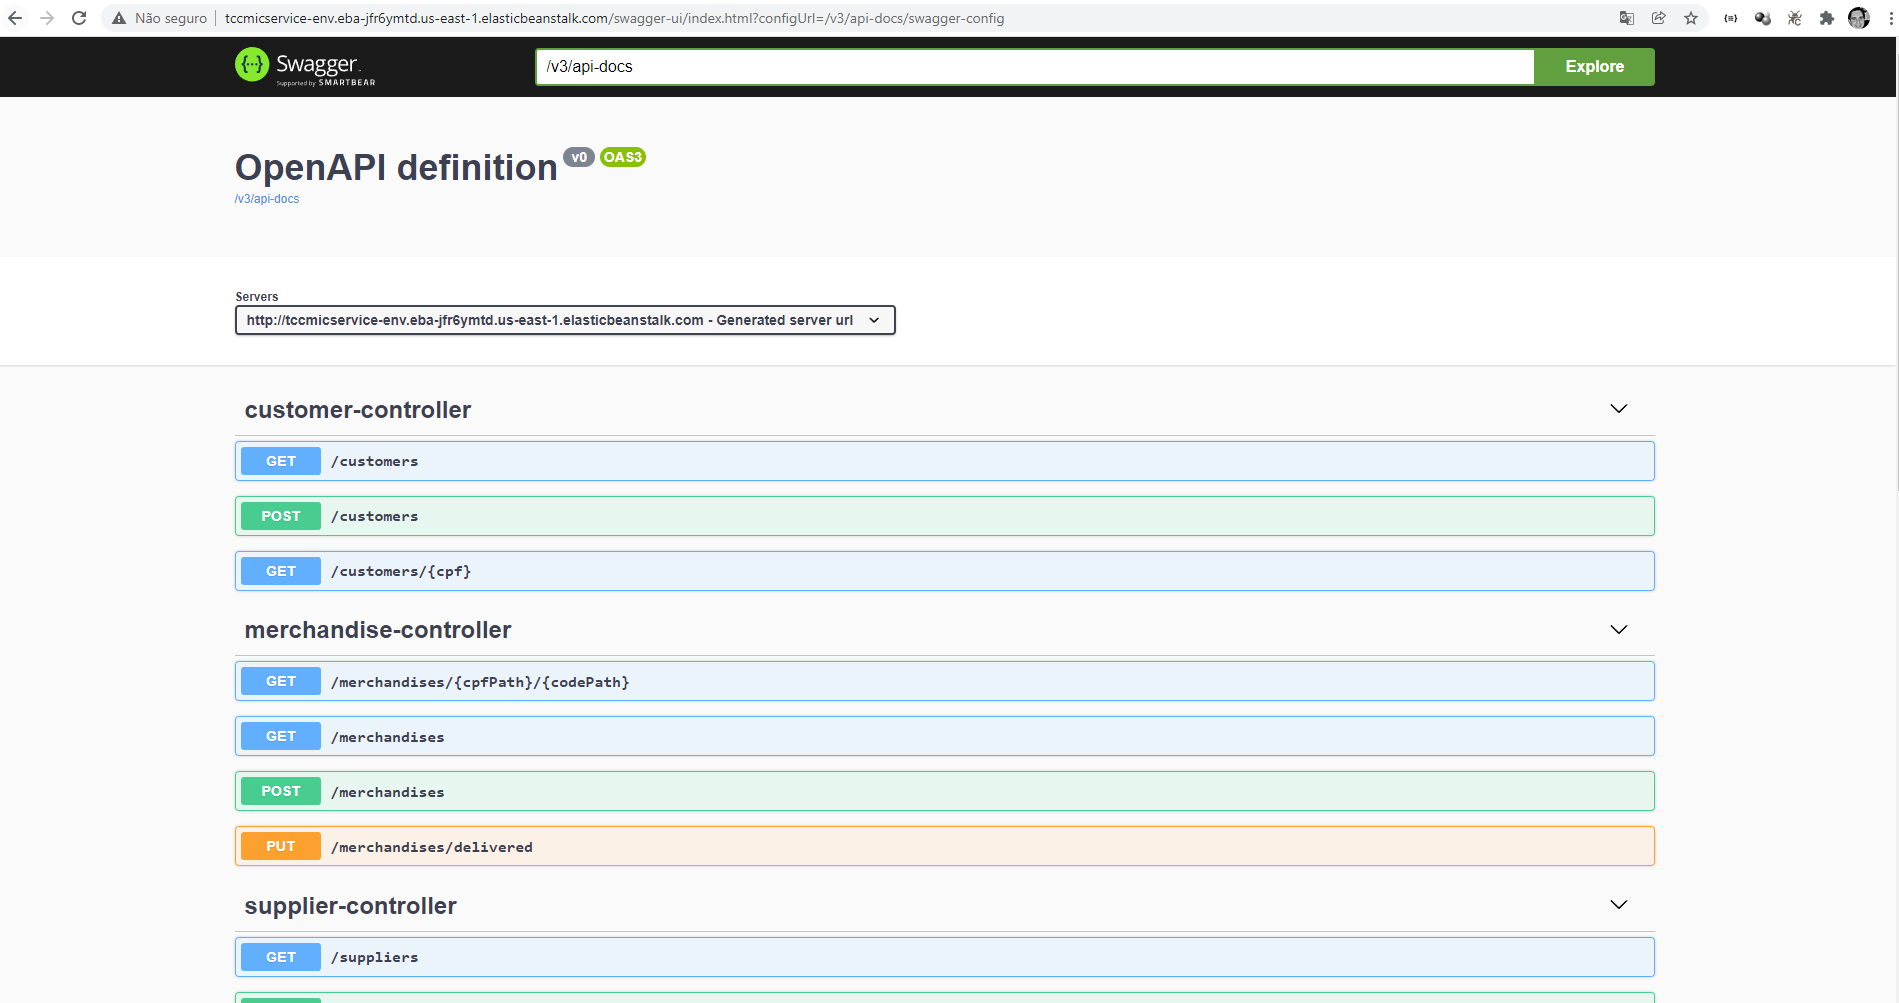 Não seguro | tccmicservice-env.eba-jfr6ymtd.us-east-1.elasticbeanstalk.com/swagger-ui/index.html?configUrl=/v3/api-docs/swagger-config
Swagger
Supported by SMARTBEAR
/v3/api-docs
Explore
OpenAPI definition v0 OAS3
/v3/api-docs
Servers
http://tccmicservice-env.eba-jfr6ymtd.us-east-1.elasticbeanstalk.com - Generated server url
customer-controller
GET /customers
POST /customers
GET /customers/{cpf}
merchandise-controller
GET /merchandises/{cpfPath}/{codePath}
GET /merchandises
POST /merchandises
PUT /merchandises/delivered
supplier-controller
GET /suppliers